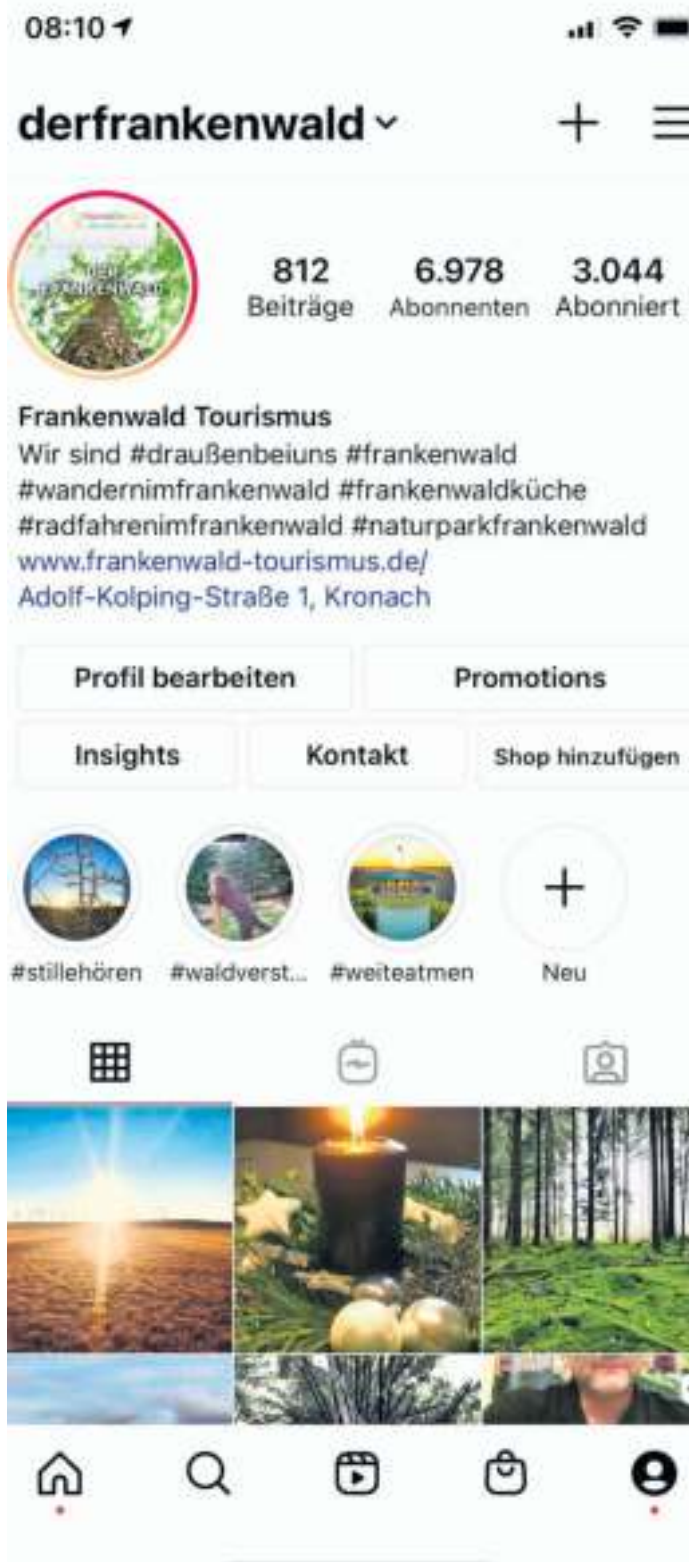 08:10
derfrankenwald
812 6.978 3.044
Beiträge Abonnenten Abonniert
DER
FRANKENWALD
Frankenwald Tourismus
Wir sind #draußenbeiuns #frankenwald
#wandernimfrankenwald #frankenwaldküche
#radfahrenimfrankenwald #naturparkfrankenwald
www.frankenwald-tourismus.de/
Adolf-Kolping-Straße 1, Kronach
Profil bearbeiten Promotions
Insights Kontakt Shop hinzufügen
#stillehören #waldverst... #weiteatmen Neu